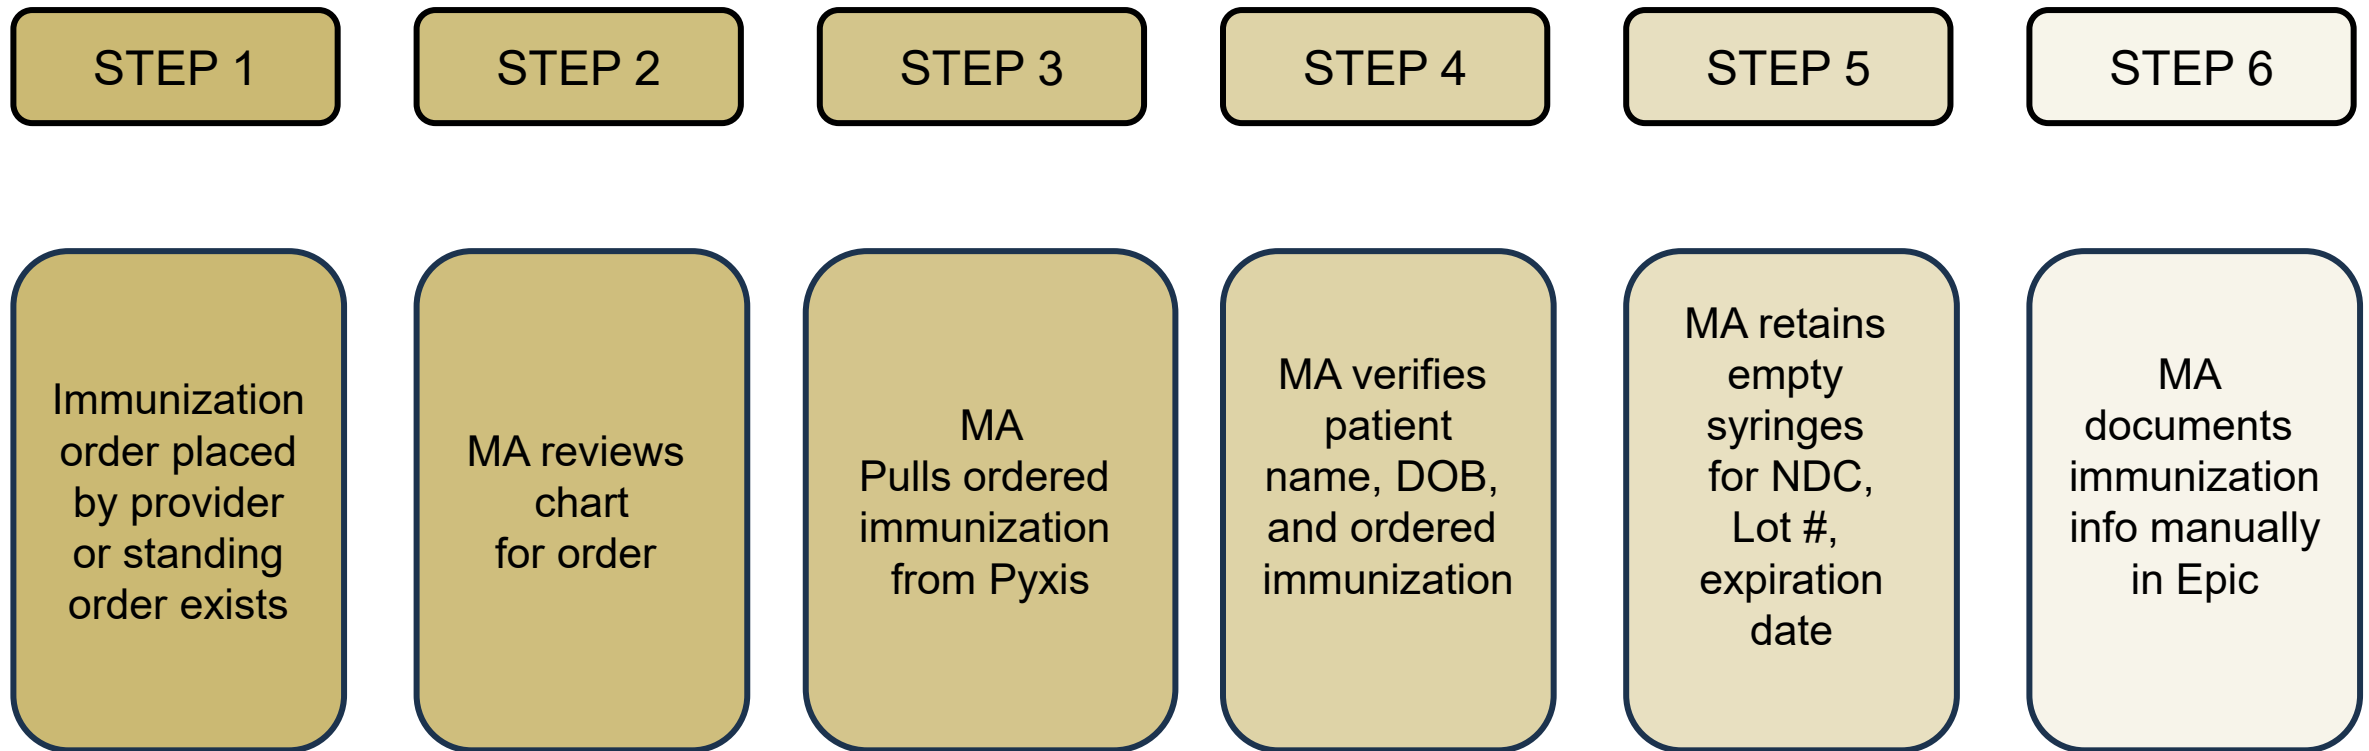 STEP 1
STEP 2
STEP 3
STEP 4
STEP 5
STEP 6
Immunization
order placed
by provider
or standing
order exists
MA reviews
chart
for order
MA
Pulls ordered
immunization
from Pyxis
MA verifies
patient
name, DOB,
and ordered
immunization
MA retains
empty
syringes
for NDC,
Lot #,
expiration
date
MA
documents
immunization
info manually
in Epic